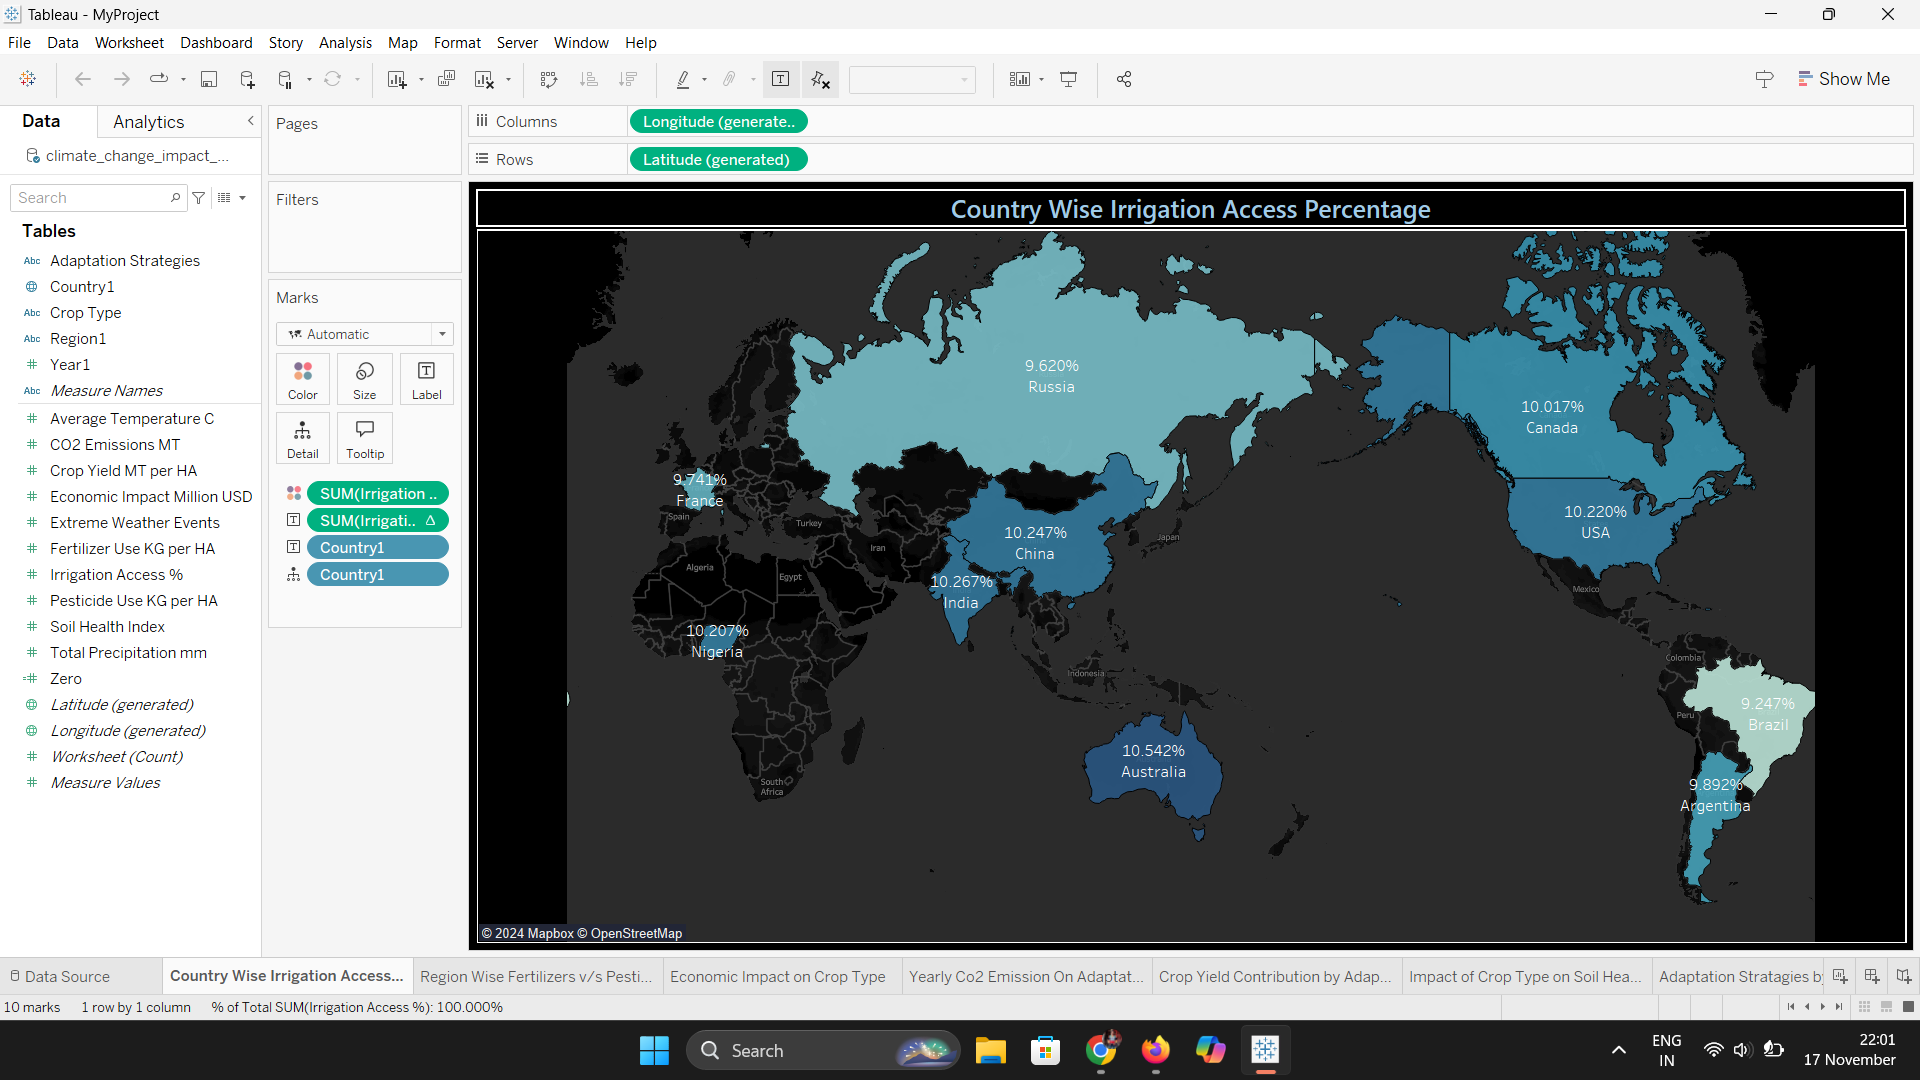 Tableau - MyProject
File Data Worksheet Dashboard Story Analysis Map Format Server Window Help
Show Me
Data Analytics
climate_change_impact_...
Search
Tables
Abc Adaptation Strategies
Country1
Abc Crop Type
Abc Region1
Year1
Abc Measure Names
Average Temperature C
CO2 Emissions MT
Crop Yield MT per HA
Economic Impact Million USD
Extreme Weather Events
Fertilizer Use KG per HA
Irrigation Access %
Pesticide Use KG per HA
Soil Health Index
Total Precipitation mm
Zero
Latitude (generated)
Longitude (generated)
Worksheet (Count)
Measure Values
Pages
Filters
Marks
Automatic
Color Size Label
Detail Tooltip
SUM(Irrigation ..
SUM(Irrigati.. Δ
Country1
Country1
Columns Longitude (generate..
Rows Latitude (generated)
Country Wise Irrigation Access Percentage
9.620%
Russia
10.017%
Canada
9.741%
France
Spain
Turkey
10.247%
China
Japan
10.220%
USA
Iran
Algeria
Egypt
10.267%
India
Mexico
10.207%
Nigeria
Colombia
Indonesia
9.247%
Brazil
Peru
10.542%
Australia
South
Africa
9.892%
Argentina
© 2024 Mapbox © OpenStreetMap
Data Source Country Wise Irrigation Access... Region Wise Fertilizers v/s Pesti... Economic Impact on Crop Type Yearly Co2 Emission On Adaptat... Crop Yield Contribution by Adap... Impact of Crop Type on Soil Hea... Adaptation Stratagies by
10 marks 1 row by 1 column % of Total SUM(Irrigation Access %): 100.000%
Search
ENG
IN
22:01
17 November